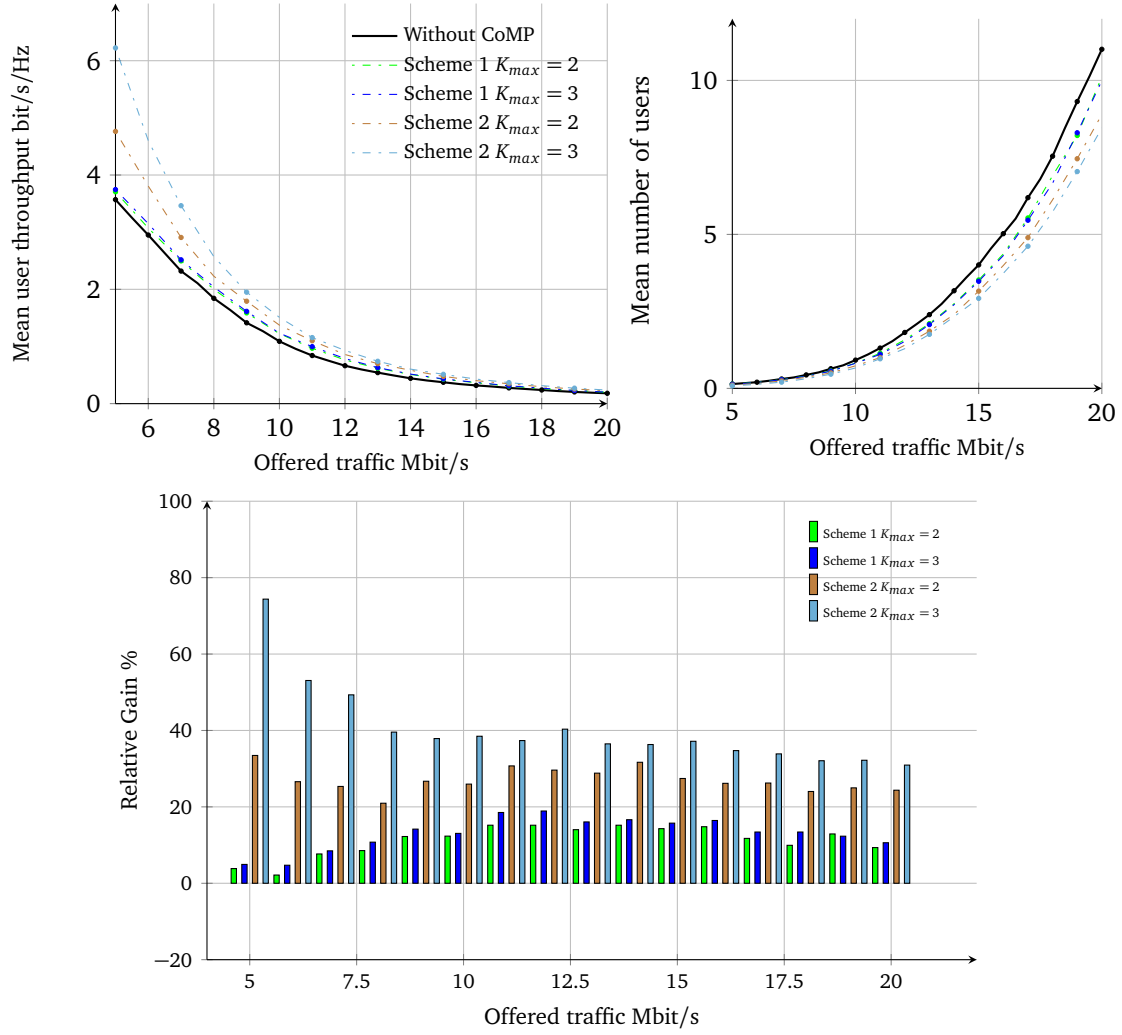 Mean user throughput bit/s/Hz
6
4
2
0
6 8 10 12 14 16 18 20
Offered traffic Mbit/s
Without CoMP
Scheme 1 K_max = 2
Scheme 1 K_max = 3
Scheme 2 K_max = 2
Scheme 2 K_max = 3
Mean number of users
10
5
0
5 10 15 20
Offered traffic Mbit/s
Relative Gain %
100
80
60
40
20
0
−20
5 7.5 10 12.5 15 17.5 20
Offered traffic Mbit/s
Scheme 1 K_max = 2
Scheme 1 K_max = 3
Scheme 2 K_max = 2
Scheme 2 K_max = 3